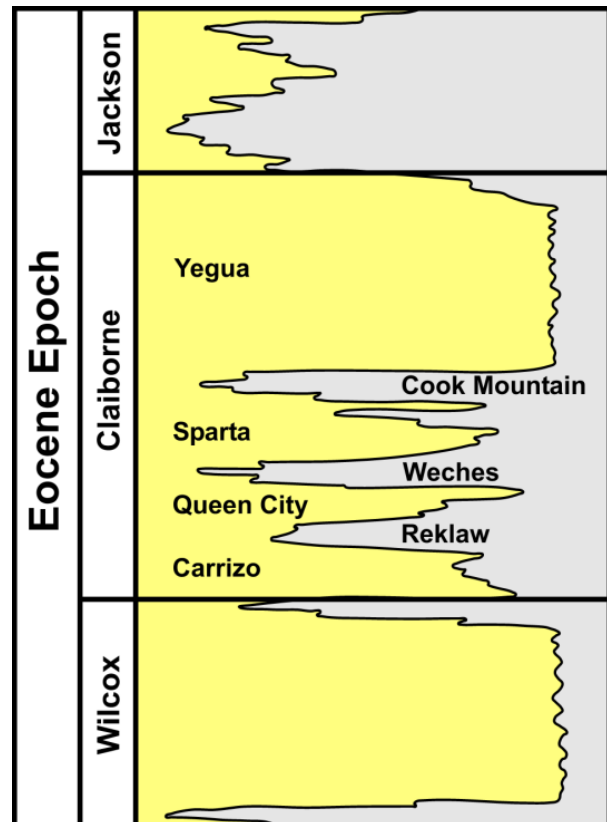 Eocene Epoch
Jackson
Claiborne
Wilcox
Yegua
Cook Mountain
Sparta
Weches
Queen City
Reklaw
Carrizo